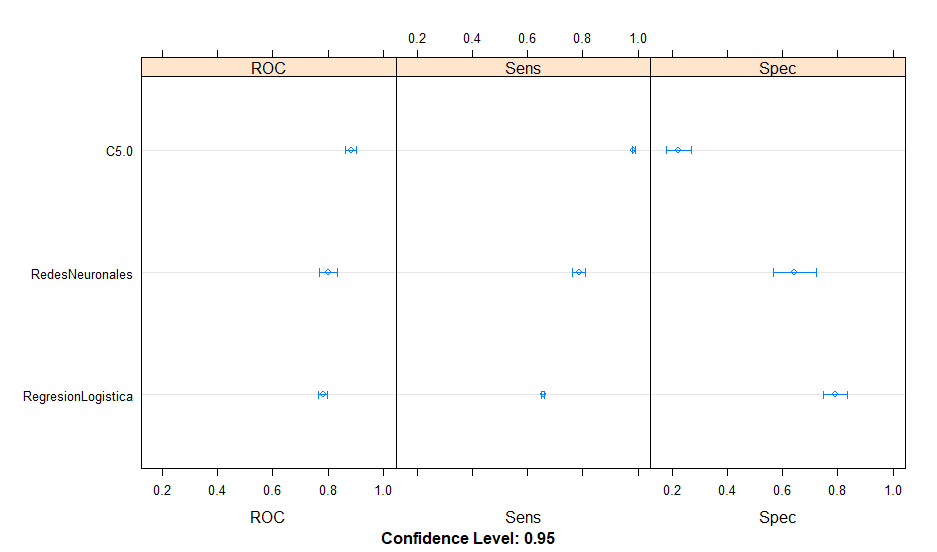 0.2 0.4 0.6 0.8 1.0
ROC Sens Spec
C5.0
RedesNeuronales
RegresionLogistica
0.2 0.4 0.6 0.8 1.0 0.2 0.4 0.6 0.8 1.0
ROC Sens Spec
Confidence Level: 0.95